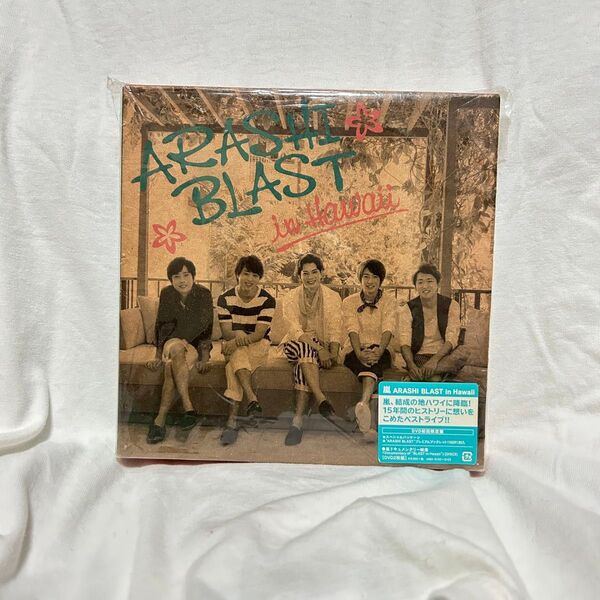 ARASHI
BLAST
in Hawaii
嵐 ARASHI BLAST in Hawaii
嵐、結成の地ハワイに降臨!
15年間のヒストリーに想いを
こめたベストライブ!!
DVD初回限定盤